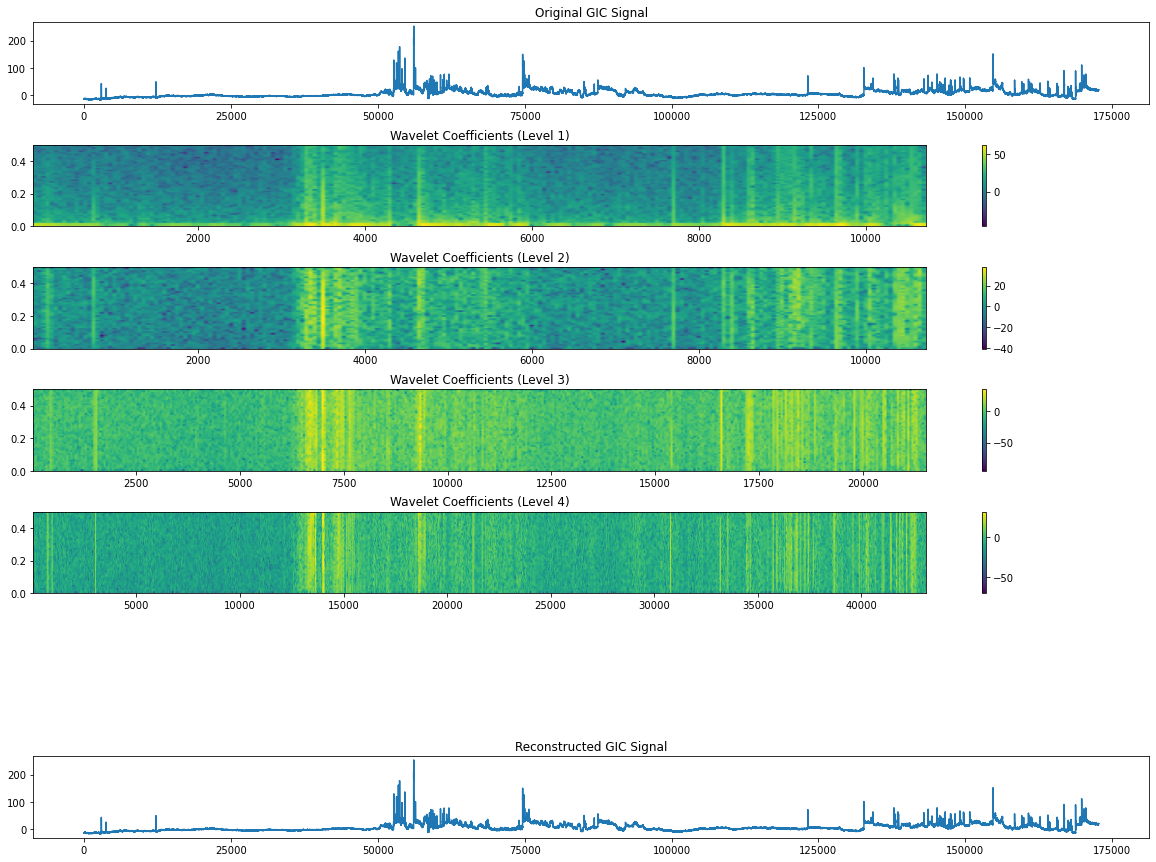 Original GIC Signal
200
100
0
0 25000 50000 75000 100000 125000 150000 175000
Wavelet Coefficients (Level 1)
0.4
0.2
0.0
50
0
2000 4000 6000 8000 10000
Wavelet Coefficients (Level 2)
0.4
0.2
0.0
20
0
−20
−40
2000 4000 6000 8000 10000
Wavelet Coefficients (Level 3)
0.4
0.2
0.0
0
−50
2500 5000 7500 10000 12500 15000 17500 20000
Wavelet Coefficients (Level 4)
0.4
0.2
0.0
0
−50
5000 10000 15000 20000 25000 30000 35000 40000
Reconstructed GIC Signal
200
100
0
0 25000 50000 75000 100000 125000 150000 175000